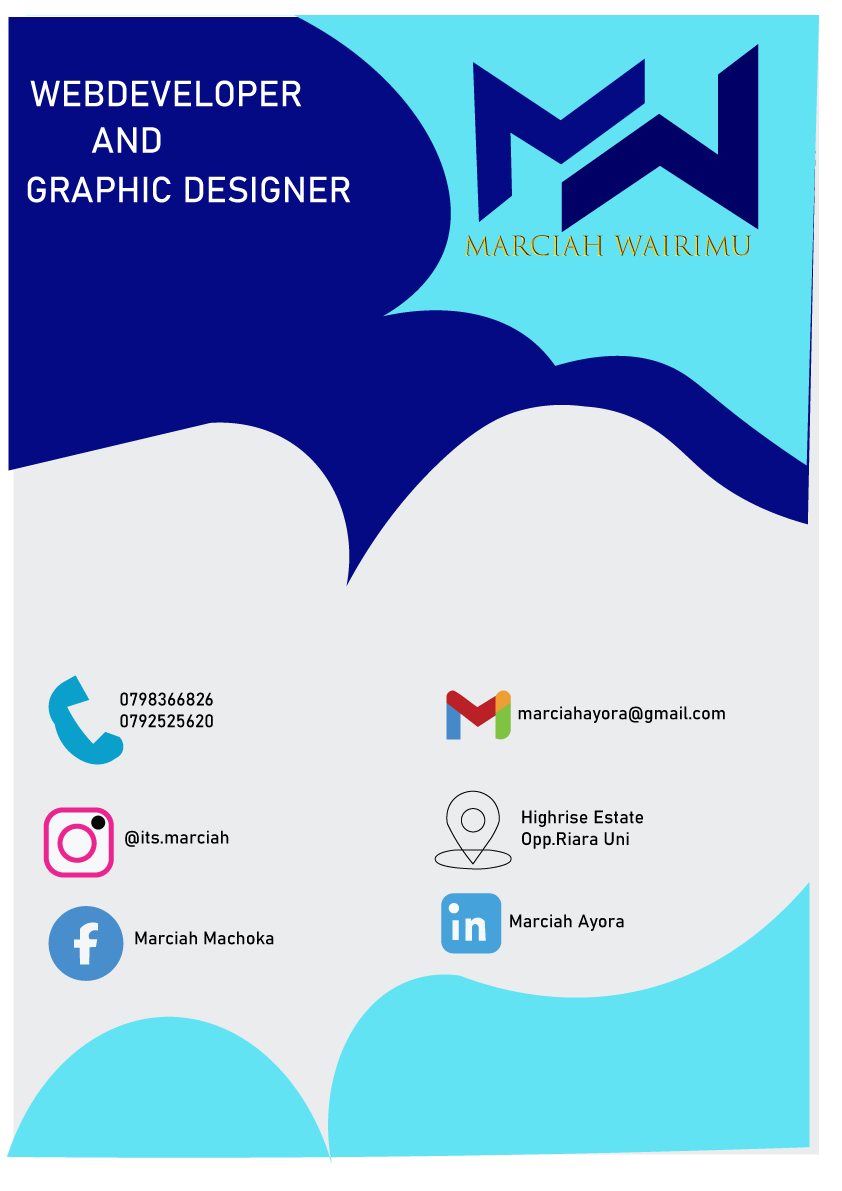 WEBDEVELOPER
AND
GRAPHIC DESIGNER
MARCIAH WAIRIMU
0798366826
0792525620
marciahayora@gmail.com
@its.marciah
Highrise Estate
Opp.Riara Uni
Marciah Machoka
in
Marciah Ayora